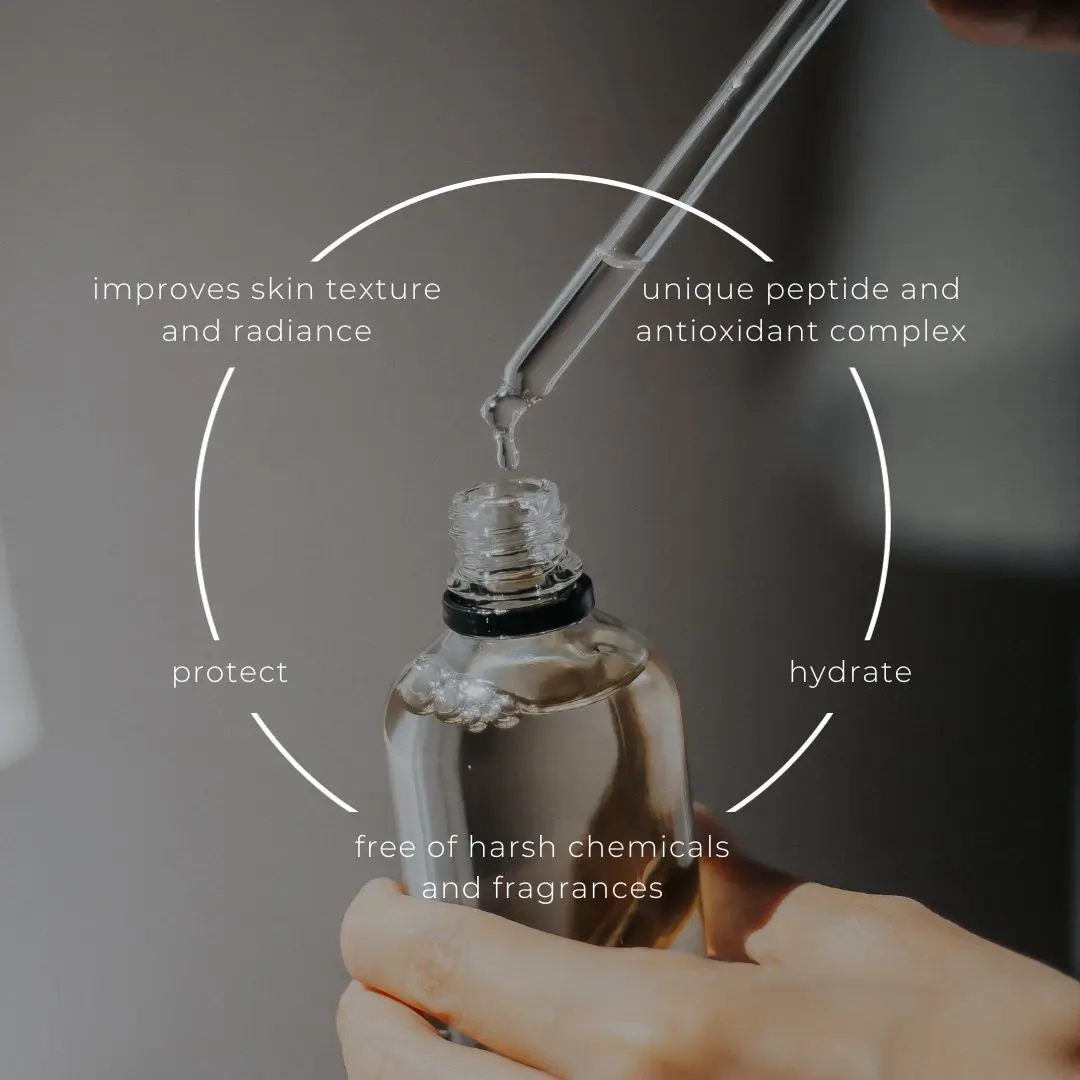 improves skin texture
and radiance
unique peptide and
antioxidant complex
protect
hydrate
free of harsh chemicals
and fragrances